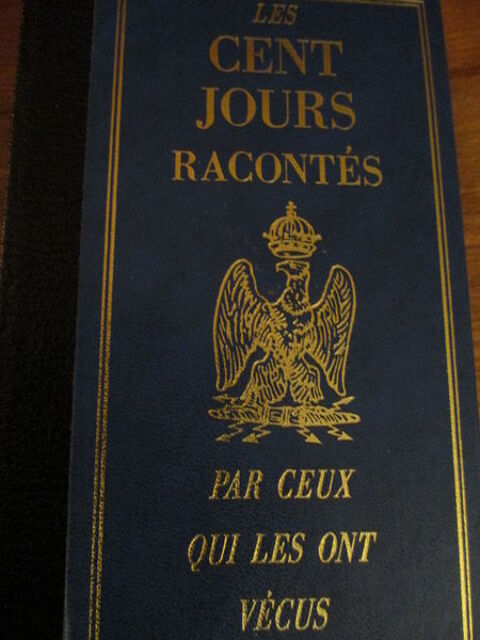 LES
CENT
JOURS
RACONTÉS
PAR CEUX
QUI LES ONT
VÉCUS